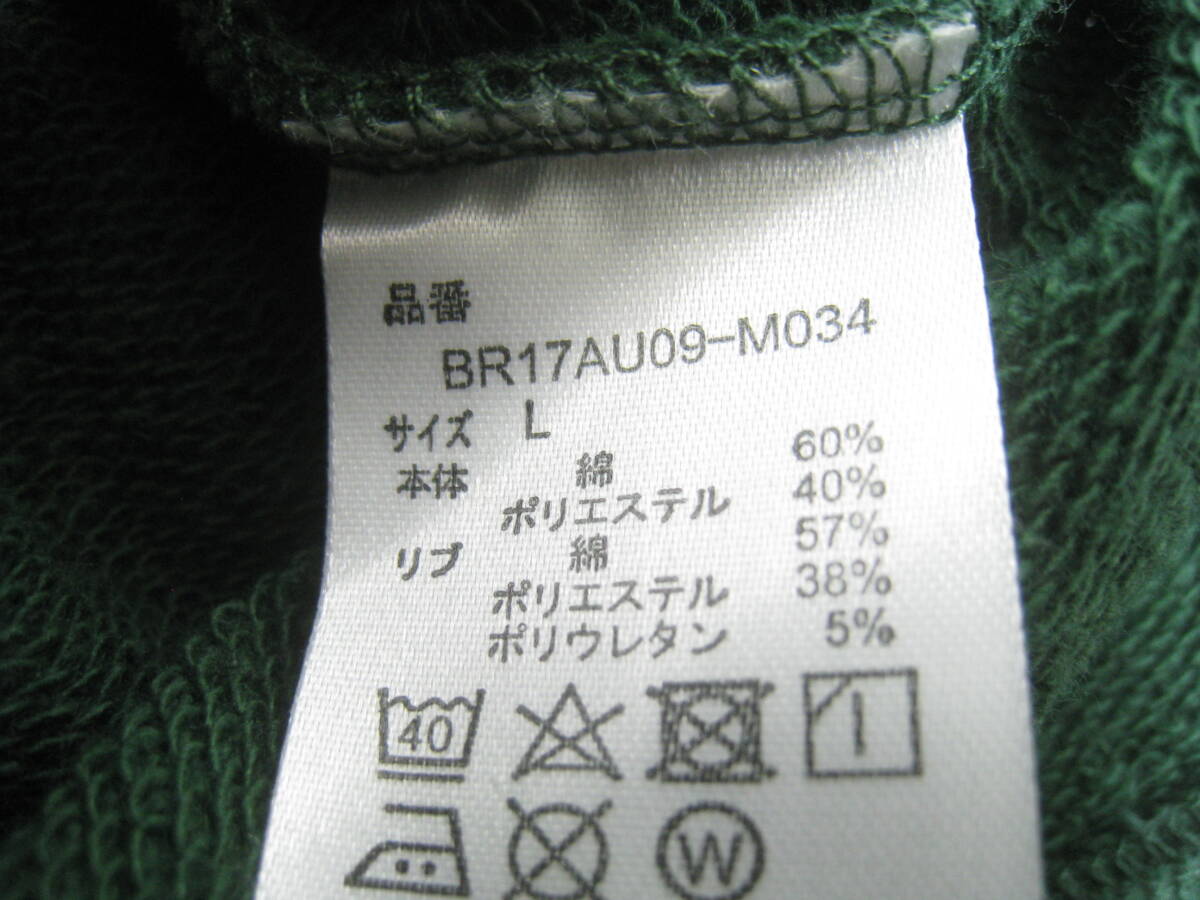 品番
BR17AU09-M034
サイズ L
本体 綿 60%
ポリエステル 40%
リブ 綿 57%
ポリエステル 38%
ポリウレタン 5%
40
W